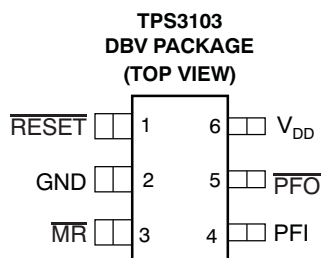 TPS3103
DBV PACKAGE
(TOP VIEW)
RESET 1 6 VDD
GND 2 5 PFO
MR 3 4 PFI